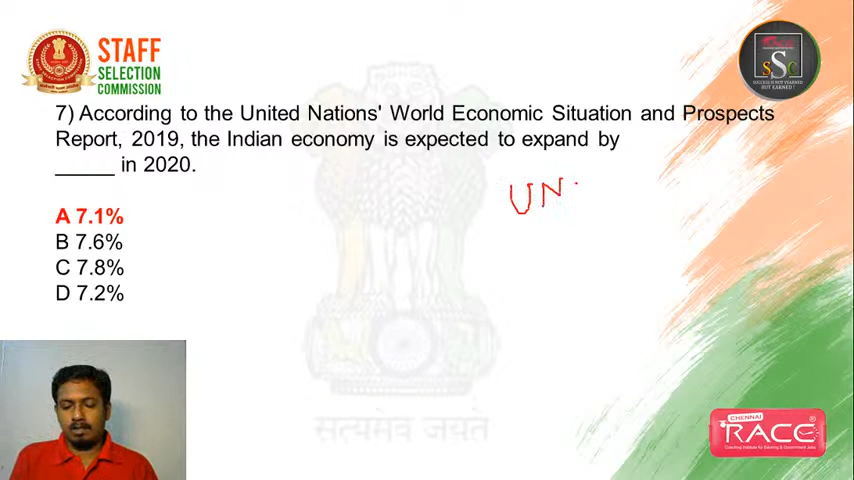 STAFF
SELECTION
COMMISSION
7) According to the United Nations' World Economic Situation and Prospects
Report, 2019, the Indian economy is expected to expand by
_____ in 2020.
UN.
A 7.1%
B 7.6%
C 7.8%
D 7.2%
सत्यमेव जयते
CHENNAI
RACE